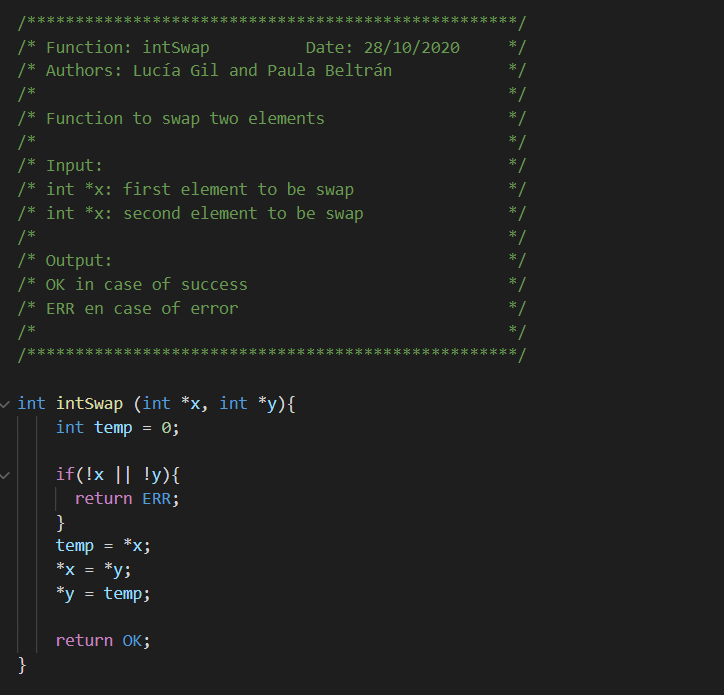 /***************************************************/
/* Function: intSwap          Date: 28/10/2020     */
/* Authors: Lucía Gil and Paula Beltrán            */
/*                                                 */
/* Function to swap two elements                   */
/*                                                 */
/* Input:                                          */
/* int *x: first element to be swap                */
/* int *x: second element to be swap               */
/*                                                 */
/* Output:                                         */
/* OK in case of success                           */
/* ERR en case of error                            */
/*                                                 */
/***************************************************/
int intSwap (int *x, int *y){
    int temp = 0;
    if(!x || !y){
      return ERR;
    }
    temp = *x;
    *x = *y;
    *y = temp;
    return OK;
}